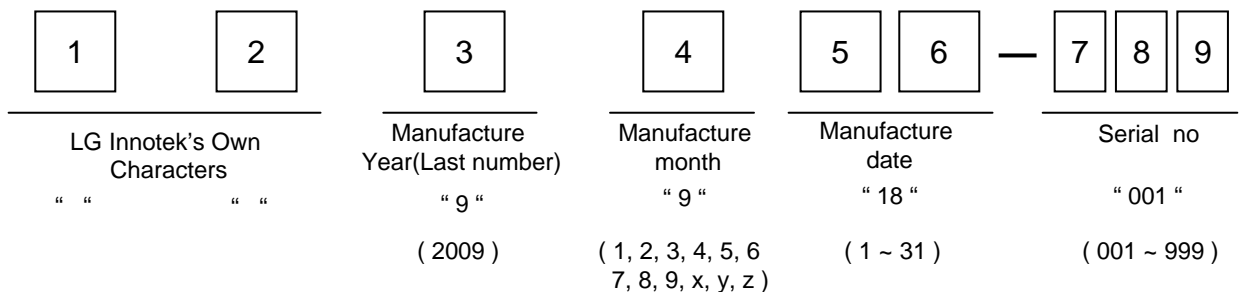 1 2 3 4 5 6 — 7 8 9
LG Innotek's Own Characters
Manufacture Year(Last number)
Manufacture month
Manufacture date
Serial no
“ “ “ “ “ 9 “ “ 9 “ “ 18 “ “ 001 “
( 2009 ) ( 1, 2, 3, 4, 5, 6 ( 1 ~ 31 ) ( 001 ~ 999 )
7, 8, 9, x, y, z )